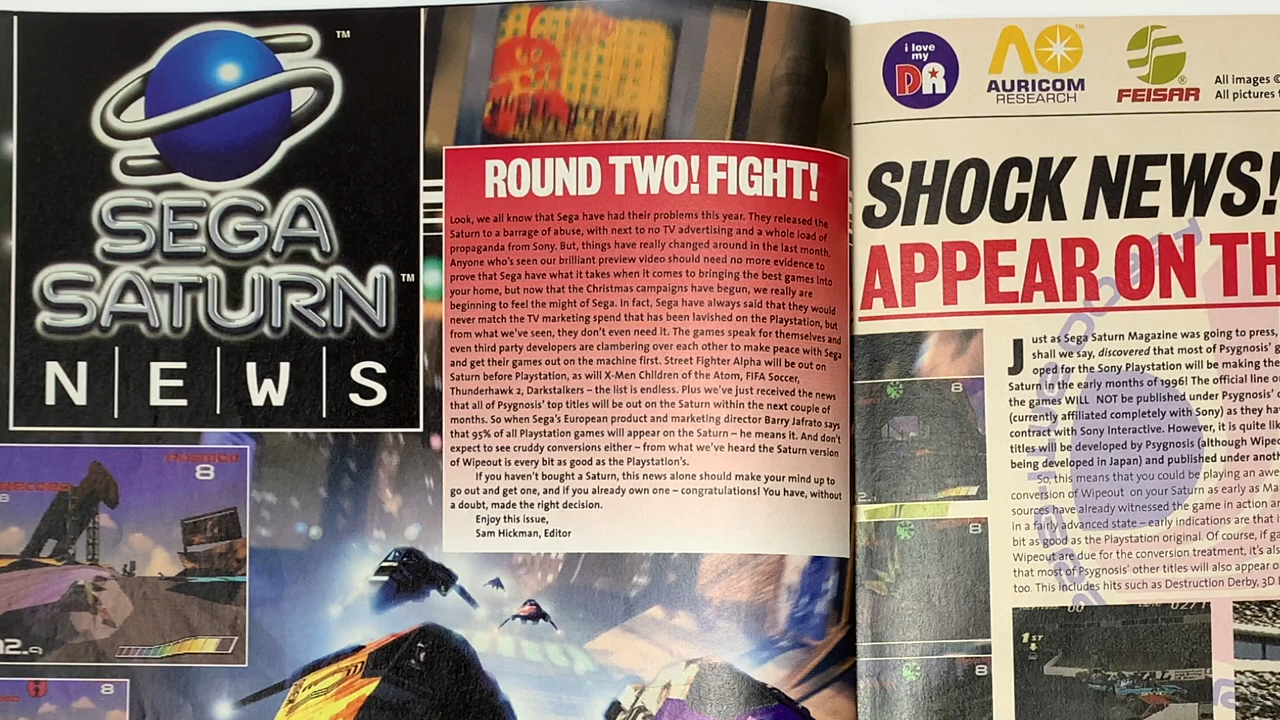 TM
SEGA
SATURN TM
NEWS
POSITION
8
8
8
ROUND TWO! FIGHT!
Look, we all know that Sega have had their problems this year. They released the
Saturn to a barrage of abuse, with next to no TV advertising and a whole load of
propaganda from Sony. But, things have really changed around in the last month.
Anyone who's seen our brilliant preview video should need no more evidence to
prove that Sega have what it takes when it comes to bringing the best games into
your home, but now that the Christmas campaigns have begun, we really are
beginning to feel the might of Sega. In fact, Sega have always said that they would
never match the TV marketing spend that has been lavished on the Playstation, but
from what we've seen, they don't even need it. The games speak for themselves and
even third party developers are clambering over each other to make peace with Sega
and get their games out on the machine first. Street Fighter Alpha will be out on
Saturn before Playstation, as will X-Men Children of the Atom, FIFA Soccer,
Thunderhawk 2, Darkstalkers – the list is endless. Plus we've just received the news
that all of Psygnosis' top titles will be out on the Saturn within the next couple of
months. So when Sega's European product and marketing director Barry Jafrato says
that 95% of all Playstation games will appear on the Saturn – he means it. And don't
expect to see cruddy conversions either – from what we've heard the Saturn version
of Wipeout is every bit as good as the Playstation's.
If you haven't bought a Saturn, this news alone should make your mind up to
go out and get one, and if you already own one – congratulations! You have, without
a doubt, made the right decision.
Enjoy this issue,
Sam Hickman, Editor
i love
my
DR
AURICOM
RESEARCH
TM
FEISAR
®
All images ©
All pictures
SHOCK NEWS!
APPEAR ON TH
Just as Sega Saturn Magazine was going to press
shall we say, discovered that most of Psygnosis'
oped for the Sony Playstation will be making the
Saturn in the early months of 1996! The official line
the games WILL NOT be published under Psygnosis'
(currently affiliated completely with Sony) as they
contract with Sony Interactive. However, it is quite
titles will be developed by Psygnosis (although
being developed in Japan) and published under
So, this means that you could be playing an
conversion of Wipeout on your Saturn as early as
sources have already witnessed the game in action
in a fairly advanced state – early indications are that
bit as good as the Playstation original. Of course, if
Wipeout are due for the conversion treatment, it's
that most of Psygnosis' other titles will also appear
too. This includes hits such as Destruction Derby, 3D
8
8
8
1ST